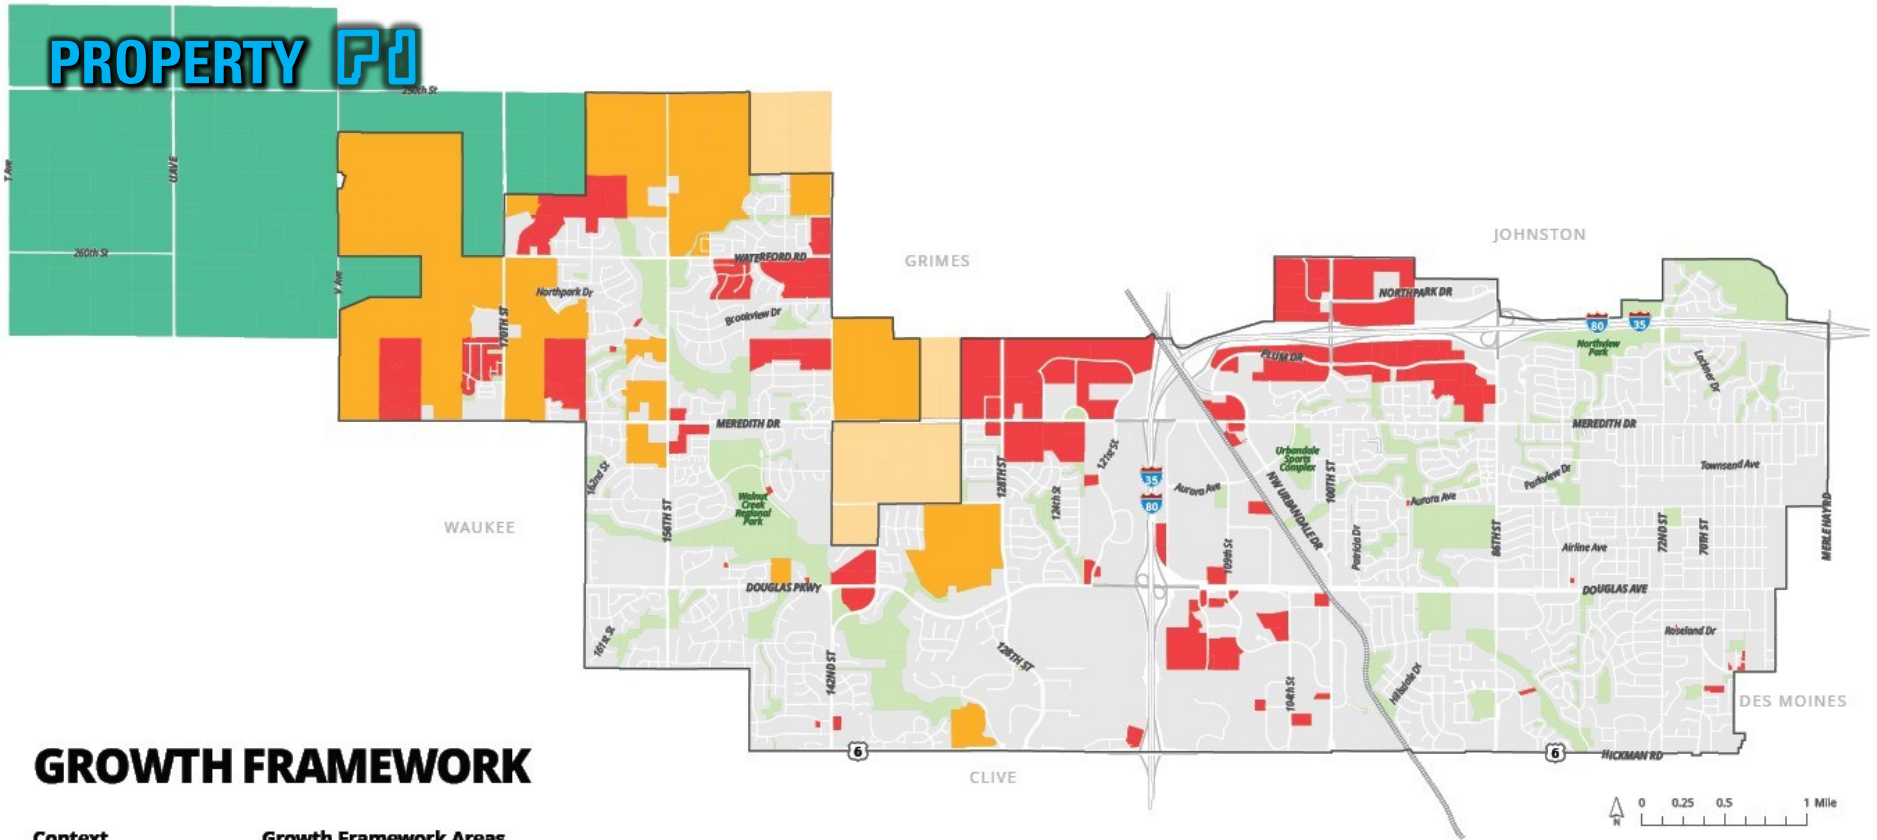 PROPERTY
250th St
T Ave
U AVE
260th St
V Ave
170TH ST
Northpark Dr
WATERFORD RD
Brookview Dr
GRIMES
JOHNSTON
NORTHPARK DR
80
35
Northview
Park
Lockner Dr
PLUM DR
MEREDITH DR
MEREDITH DR
162nd St
156TH ST
Walnut
Creek
Regional
Park
WAUKEE
128TH ST
124th St
121st St
35
80
Aurora Ave
Urbandale
Sports
Complex
100TH ST
NW URBANDALE DR
Aurora Ave
Parkview Dr
Townsend Ave
MERLE HAY RD
109th St
Patricia Dr
86TH ST
Airline Ave
72ND ST
70TH ST
DOUGLAS PKWY
DOUGLAS AVE
161st St
142ND ST
128TH ST
104th St
Hillsdale Dr
Roseland Dr
DES MOINES
6
6
HICKMAN RD
CLIVE
GROWTH FRAMEWORK
N
0 0.25 0.5 1 Mile
Context
Growth Framework Areas